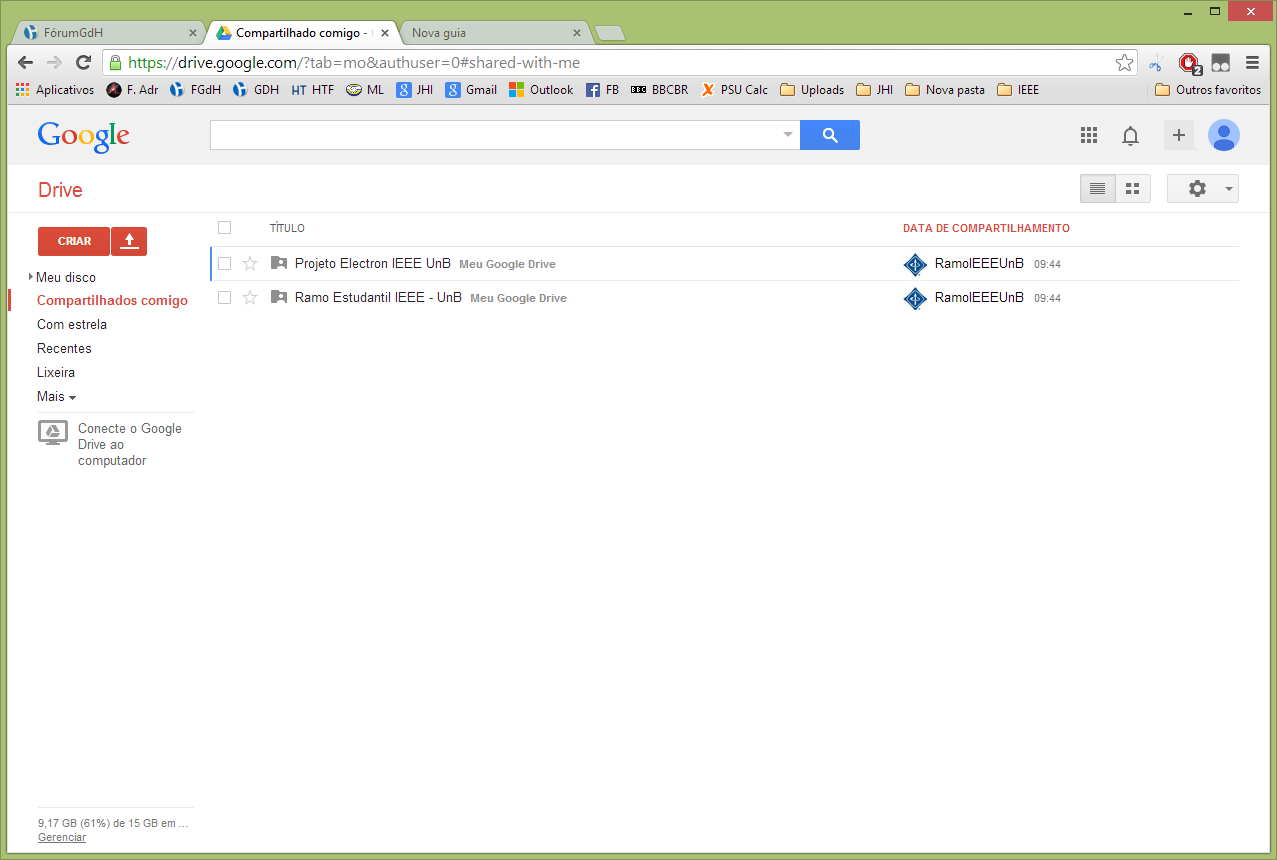 FórumGdH
Compartilhado comigo -
Nova guia
https://drive.google.com/?tab=mo&authuser=0#shared-with-me
2
Aplicativos F. Adr FGdH GDH HT HTF ML 8 JHI 8 Gmail Outlook FB BBC BBCBR PSU Calc Uploads JHI Nova pasta IEEE Outros favoritos
Google
Drive
CRIAR
TÍTULO DATA DE COMPARTILHAMENTO
Projeto Electron IEEE UnB Meu Google Drive RamoIEEEUnB 09:44
Ramo Estudantil IEEE - UnB Meu Google Drive RamoIEEEUnB 09:44
Meu disco
Compartilhados comigo
Com estrela
Recentes
Lixeira
Mais
Conecte o Google
Drive ao
computador
9,17 GB (61%) de 15 GB em ...
Gerenciar